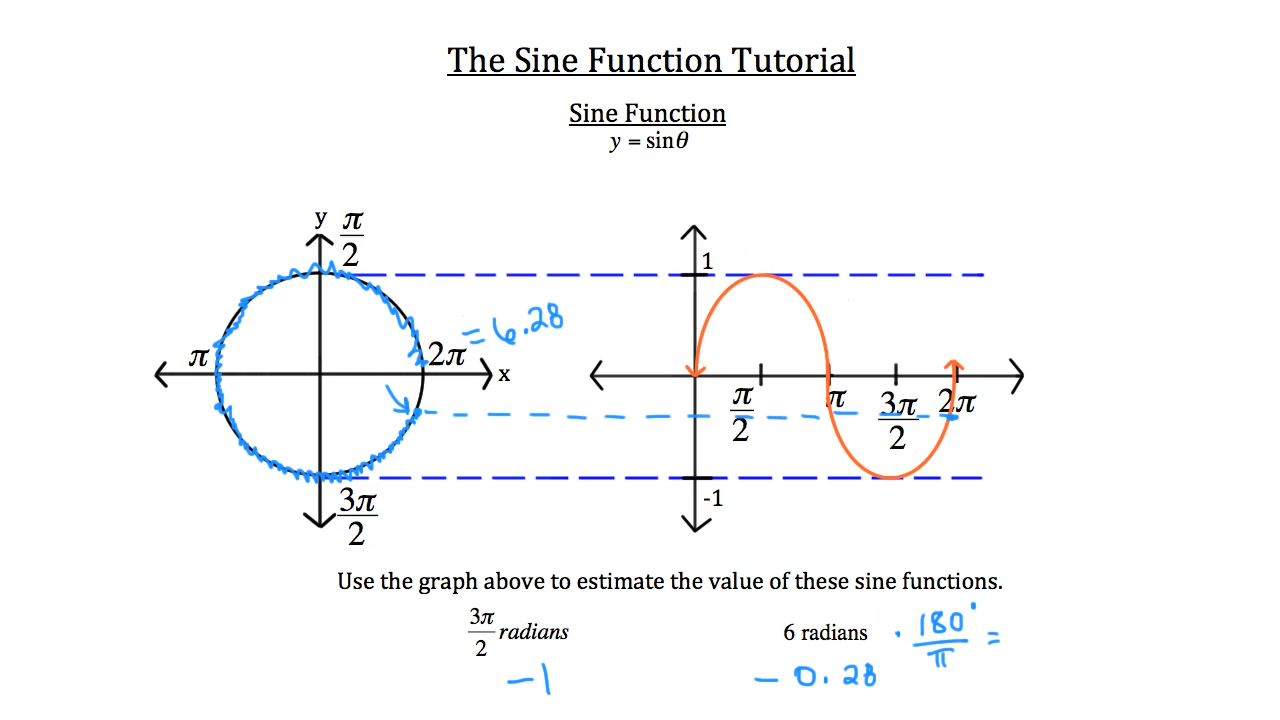 The Sine Function Tutorial
Sine Function
y = sinθ
y π/2
1
= 6.28
π 2π x
π/2 π 3π/2 2π
-1
3π/2
Use the graph above to estimate the value of these sine functions.
3π/2 radians
6 radians · 180°/π =
-1
- 0.28